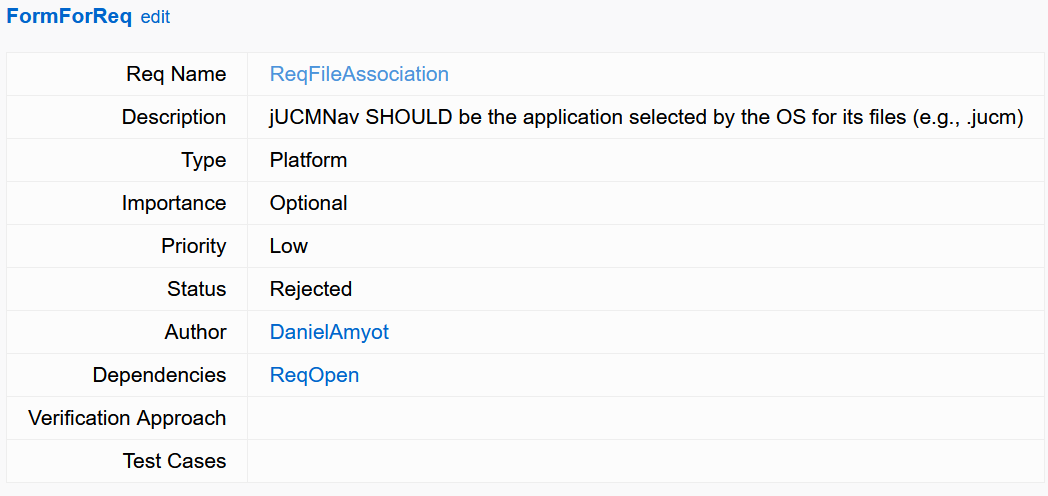 FormForReq edit
Req Name ReqFileAssociation
Description jUCMNav SHOULD be the application selected by the OS for its files (e.g., .jucm)
Type Platform
Importance Optional
Priority Low
Status Rejected
Author DanielAmyot
Dependencies ReqOpen
Verification Approach
Test Cases